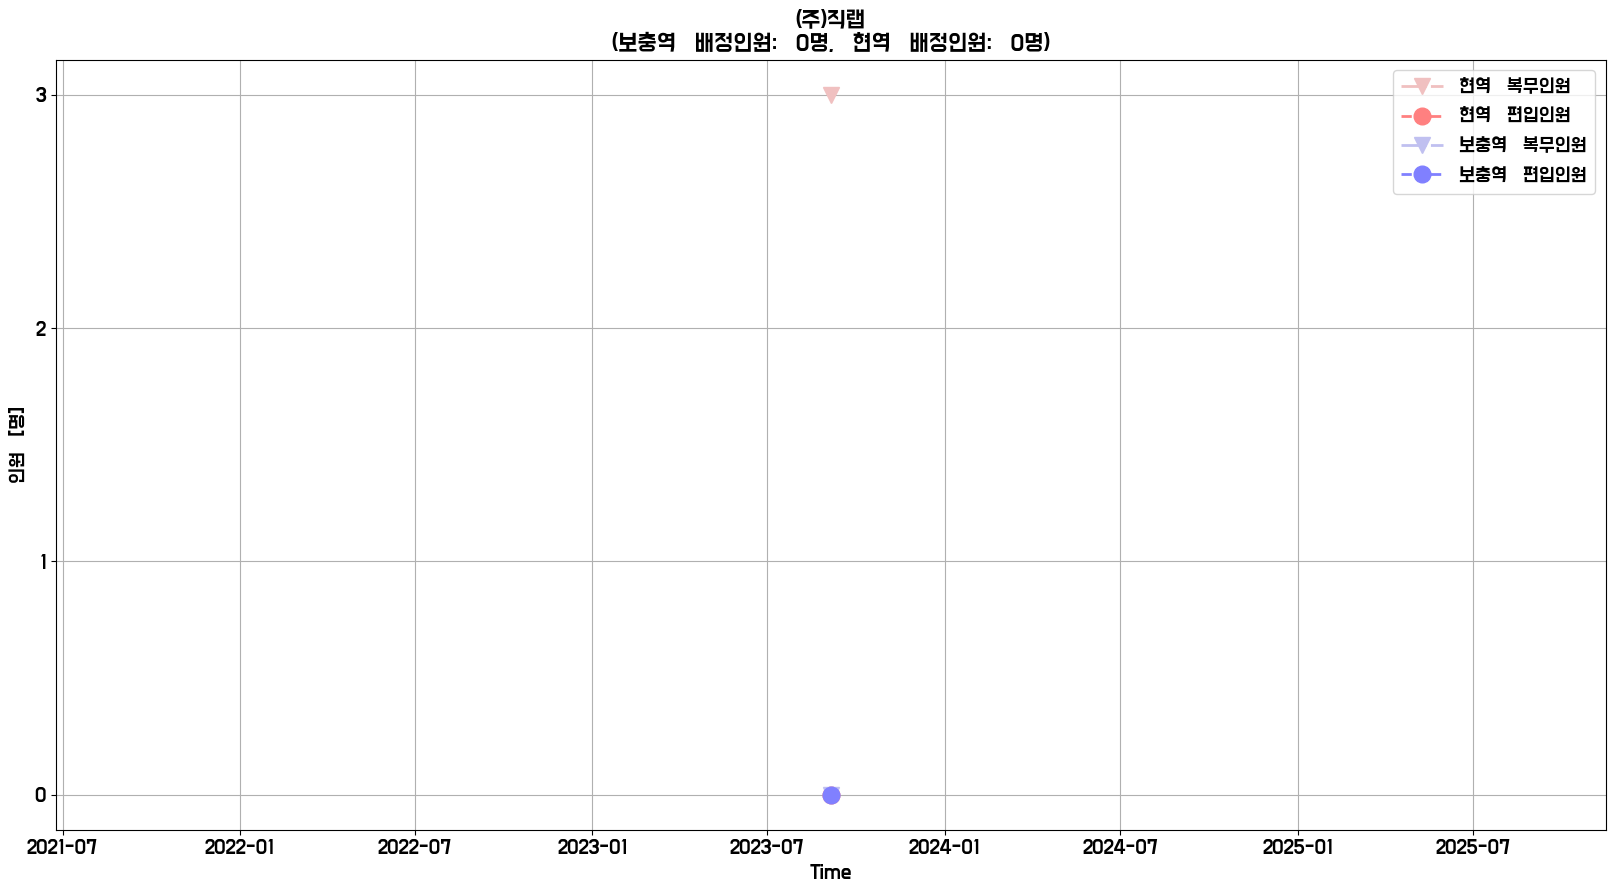 (주)직랩
(보충역 배정인원: 0명, 현역 배정인원: 0명)
현역 복무인원
현역 편입인원
보충역 복무인원
보충역 편입인원
인원 [명]
3
2
1
0
2021-07 2022-01 2022-07 2023-01 2023-07 2024-01 2024-07 2025-01 2025-07
Time